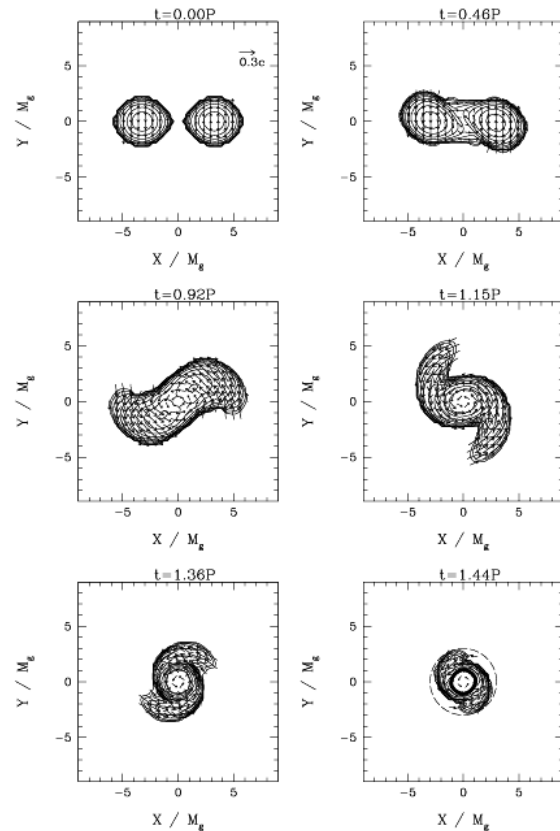 t=0.00P
t=0.46P
0.3c
5
0
−5
Y / M_g
−5 0 5
X / M_g
5
0
−5
Y / M_g
−5 0 5
X / M_g
t=0.92P
t=1.15P
5
0
−5
Y / M_g
−5 0 5
X / M_g
5
0
−5
Y / M_g
−5 0 5
X / M_g
t=1.36P
t=1.44P
5
0
−5
Y / M_g
−5 0 5
X / M_g
5
0
−5
Y / M_g
−5 0 5
X / M_g